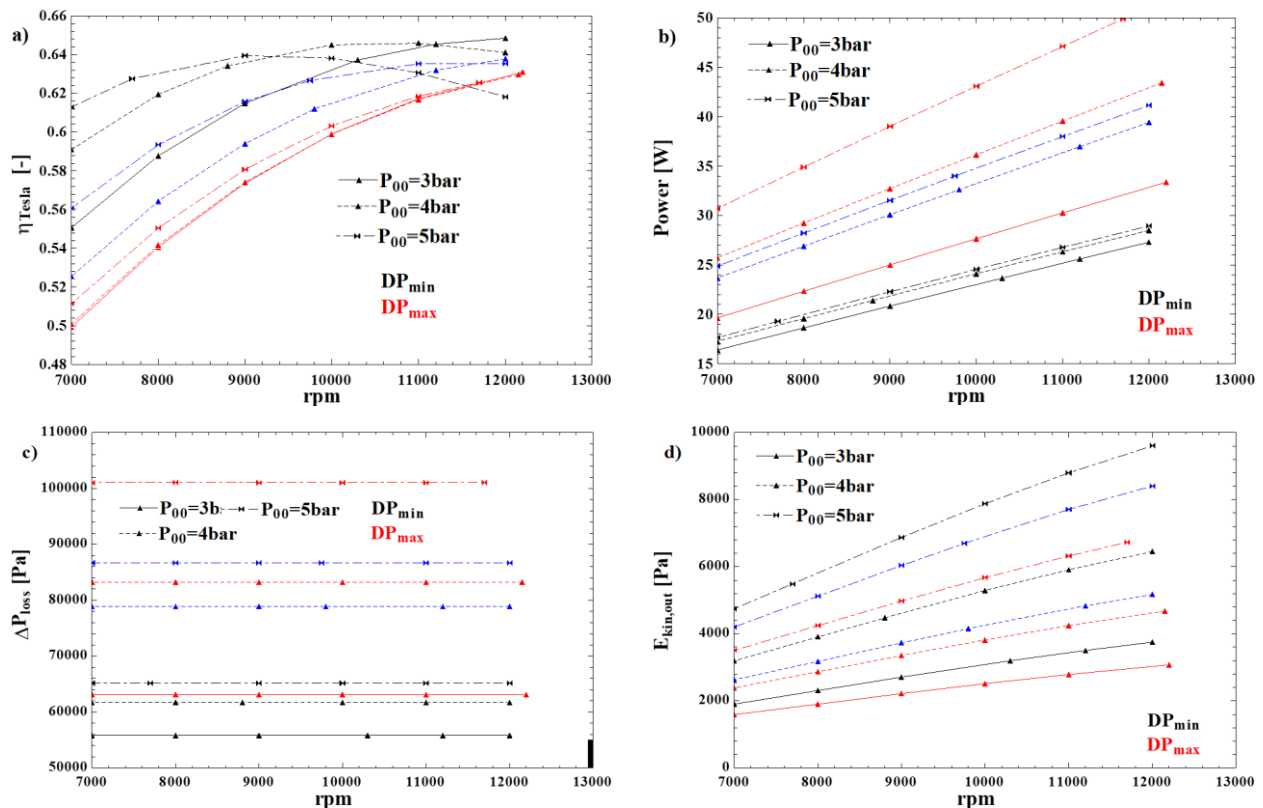 a)
0.66
0.64
0.62
0.6
0.58
0.56
0.54
0.52
0.5
0.48
ηTesla [-]
P00=3bar
P00=4bar
P00=5bar
DPmin
DPmax
7000 8000 9000 10000 11000 12000 13000
rpm
b)
50
45
40
35
30
25
20
15
Power [W]
P00=3bar
P00=4bar
P00=5bar
DPmin
DPmax
7000 8000 9000 10000 11000 12000 13000
rpm
c)
110000
100000
90000
80000
70000
60000
50000
ΔPloss [Pa]
P00=3b P00=5bar
P00=4bar
DPmin
DPmax
7000 8000 9000 10000 11000 12000 13000
rpm
d)
10000
8000
6000
4000
2000
0
Ekin,out [Pa]
P00=3bar
P00=4bar
P00=5bar
DPmin
DPmax
7000 8000 9000 10000 11000 12000 13000
rpm